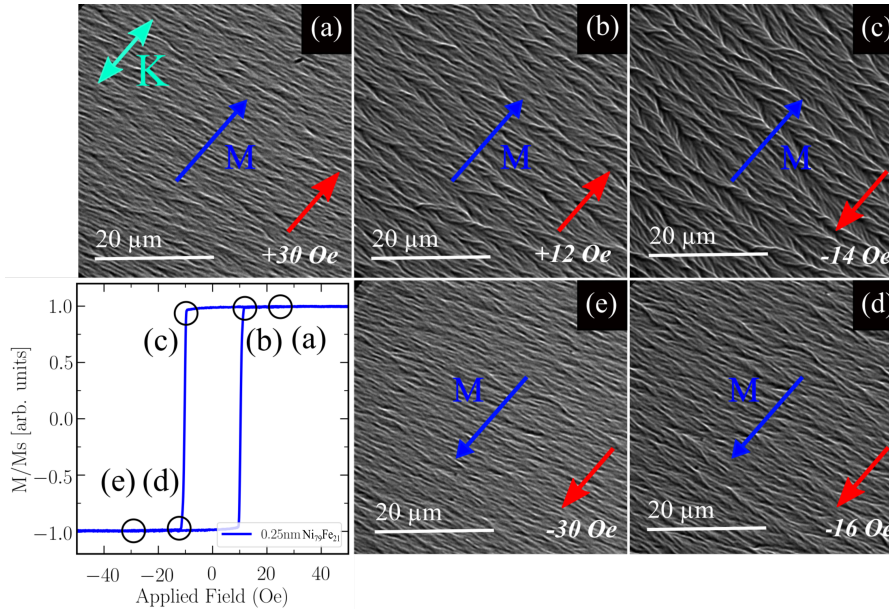 (a)
K
M
20 µm
+30 Oe
(b)
M
20 µm
+12 Oe
(c)
M
20 µm
-14 Oe
M/Ms [arb. units]
1.0
0.5
0.0
−0.5
−1.0
(c)
(b)
(a)
(e)
(d)
0.25nm Ni₇₉Fe₂₁
−40
−20
0
20
40
Applied Field (Oe)
(e)
M
20 µm
-30 Oe
(d)
M
20 µm
-16 Oe